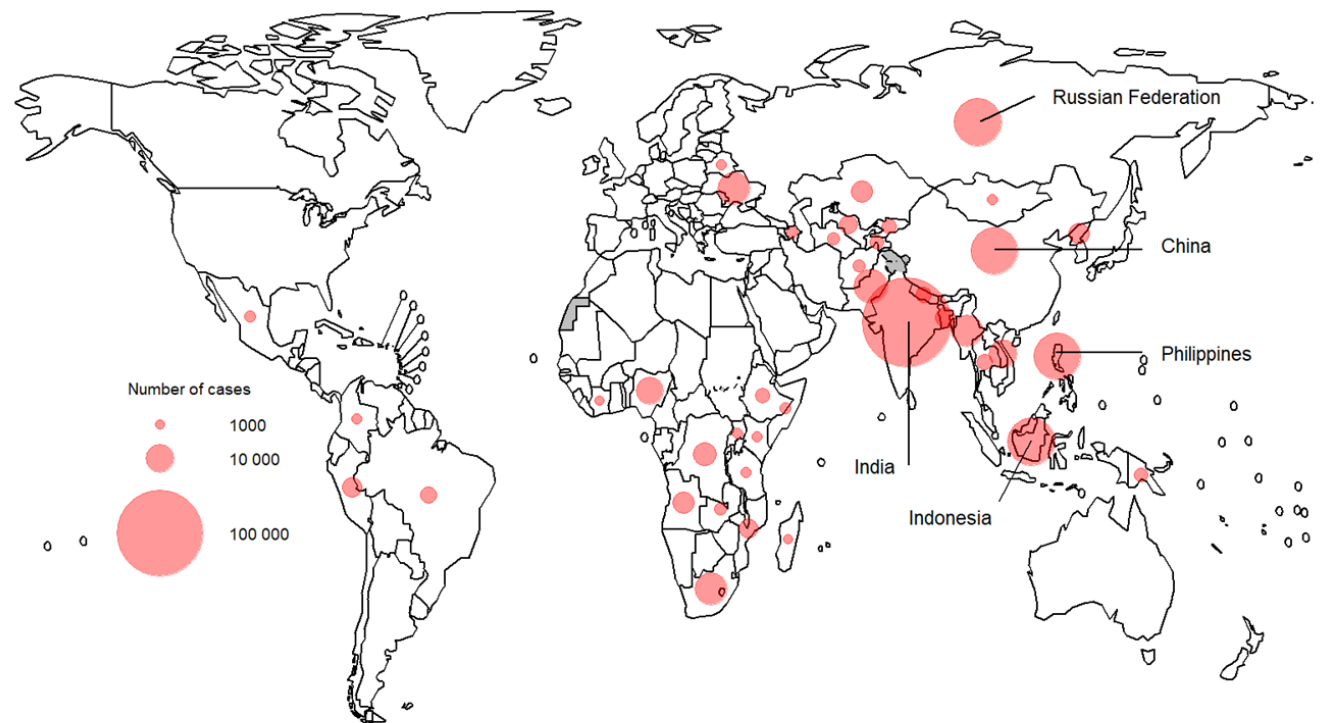 Russian Federation
China
Philippines
India
Indonesia
Number of cases
1000
10 000
100 000